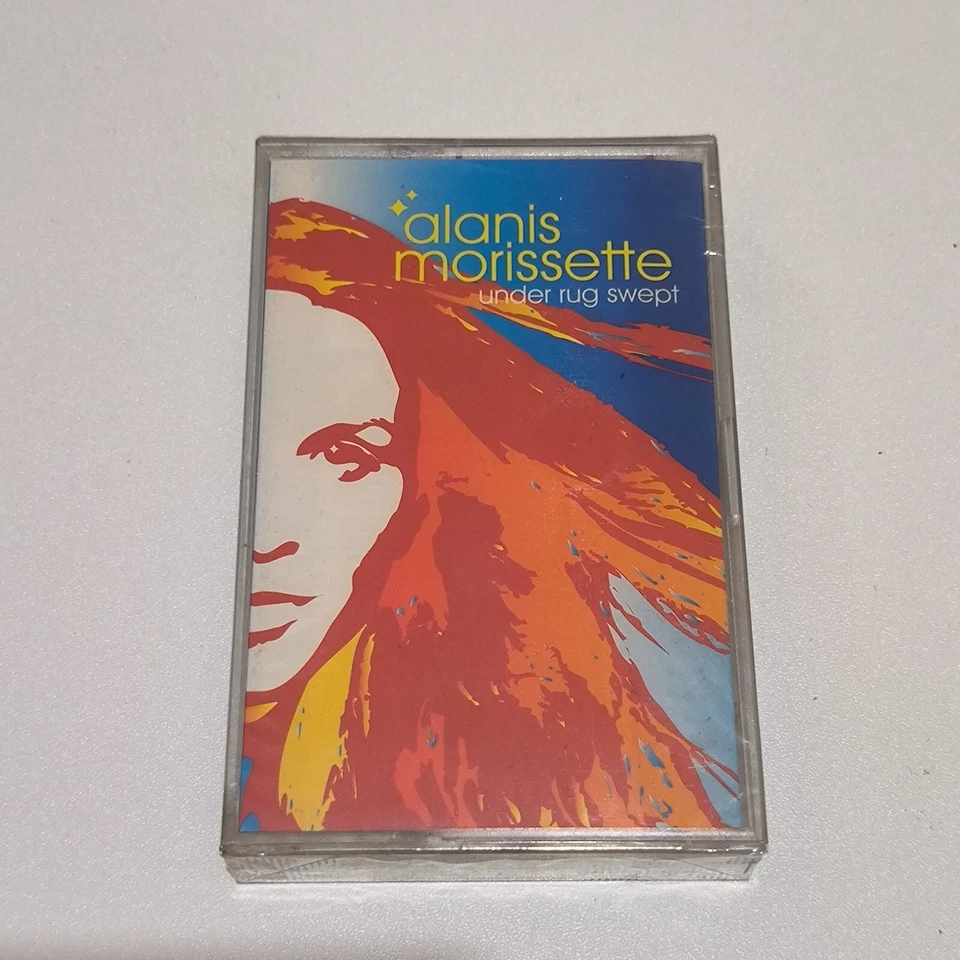 alanis
morissette
under rug swept